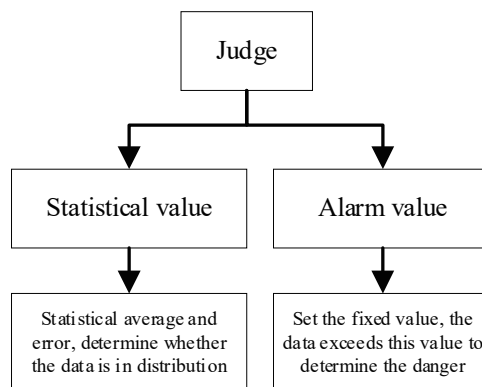 Judge
Statistical value
Alarm value
Statistical average and
error, determine whether
the data is in distribution
Set the fixed value, the
data exceeds this value to
determine the danger